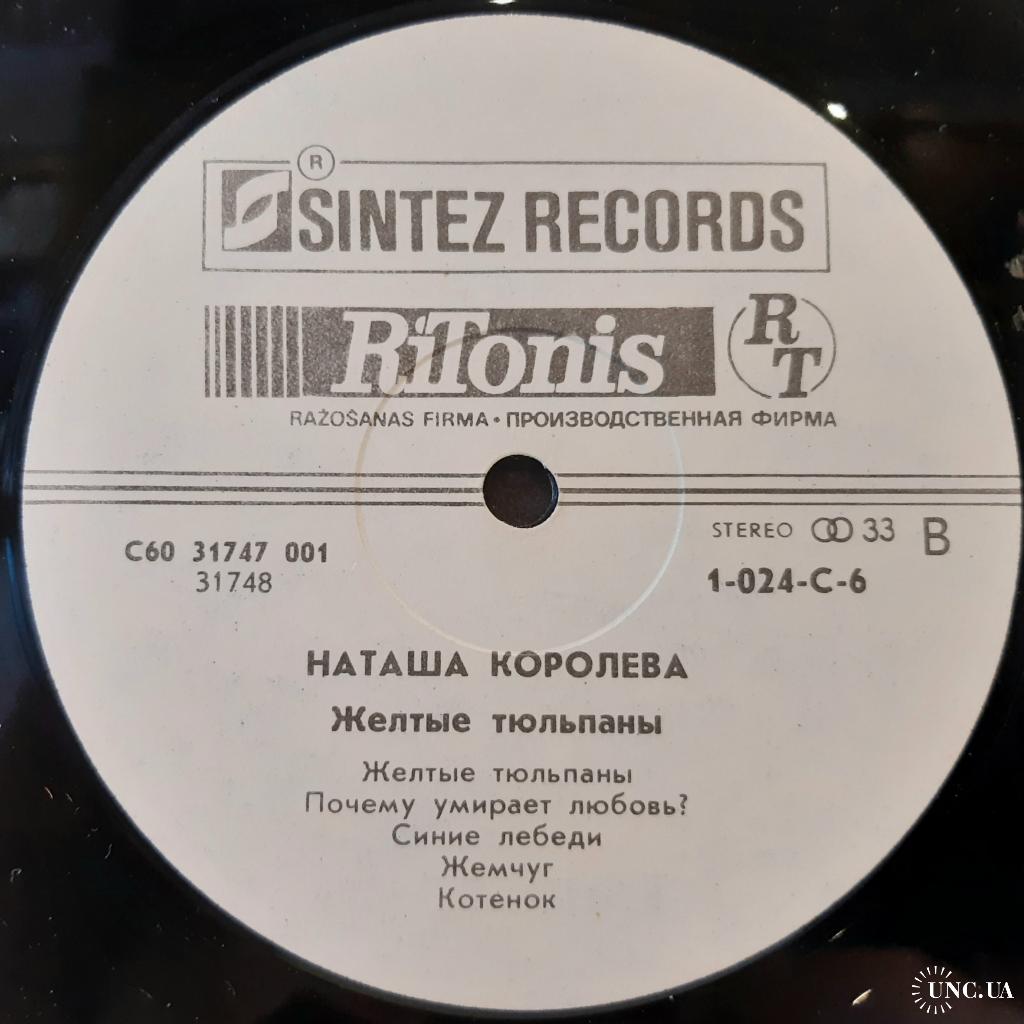 ®
SINTEZ RECORDS
RiTonis RT
RAŽOŠANAS FIRMA • ПРОИЗВОДСТВЕННАЯ ФИРМА
STEREO 33 B
С60 31747 001
31748
1-024-С-6
НАТАША КОРОЛЕВА
Желтые тюльпаны
Желтые тюльпаны
Почему умирает любовь?
Синие лебеди
Жемчуг
Котенок
UNC.UA